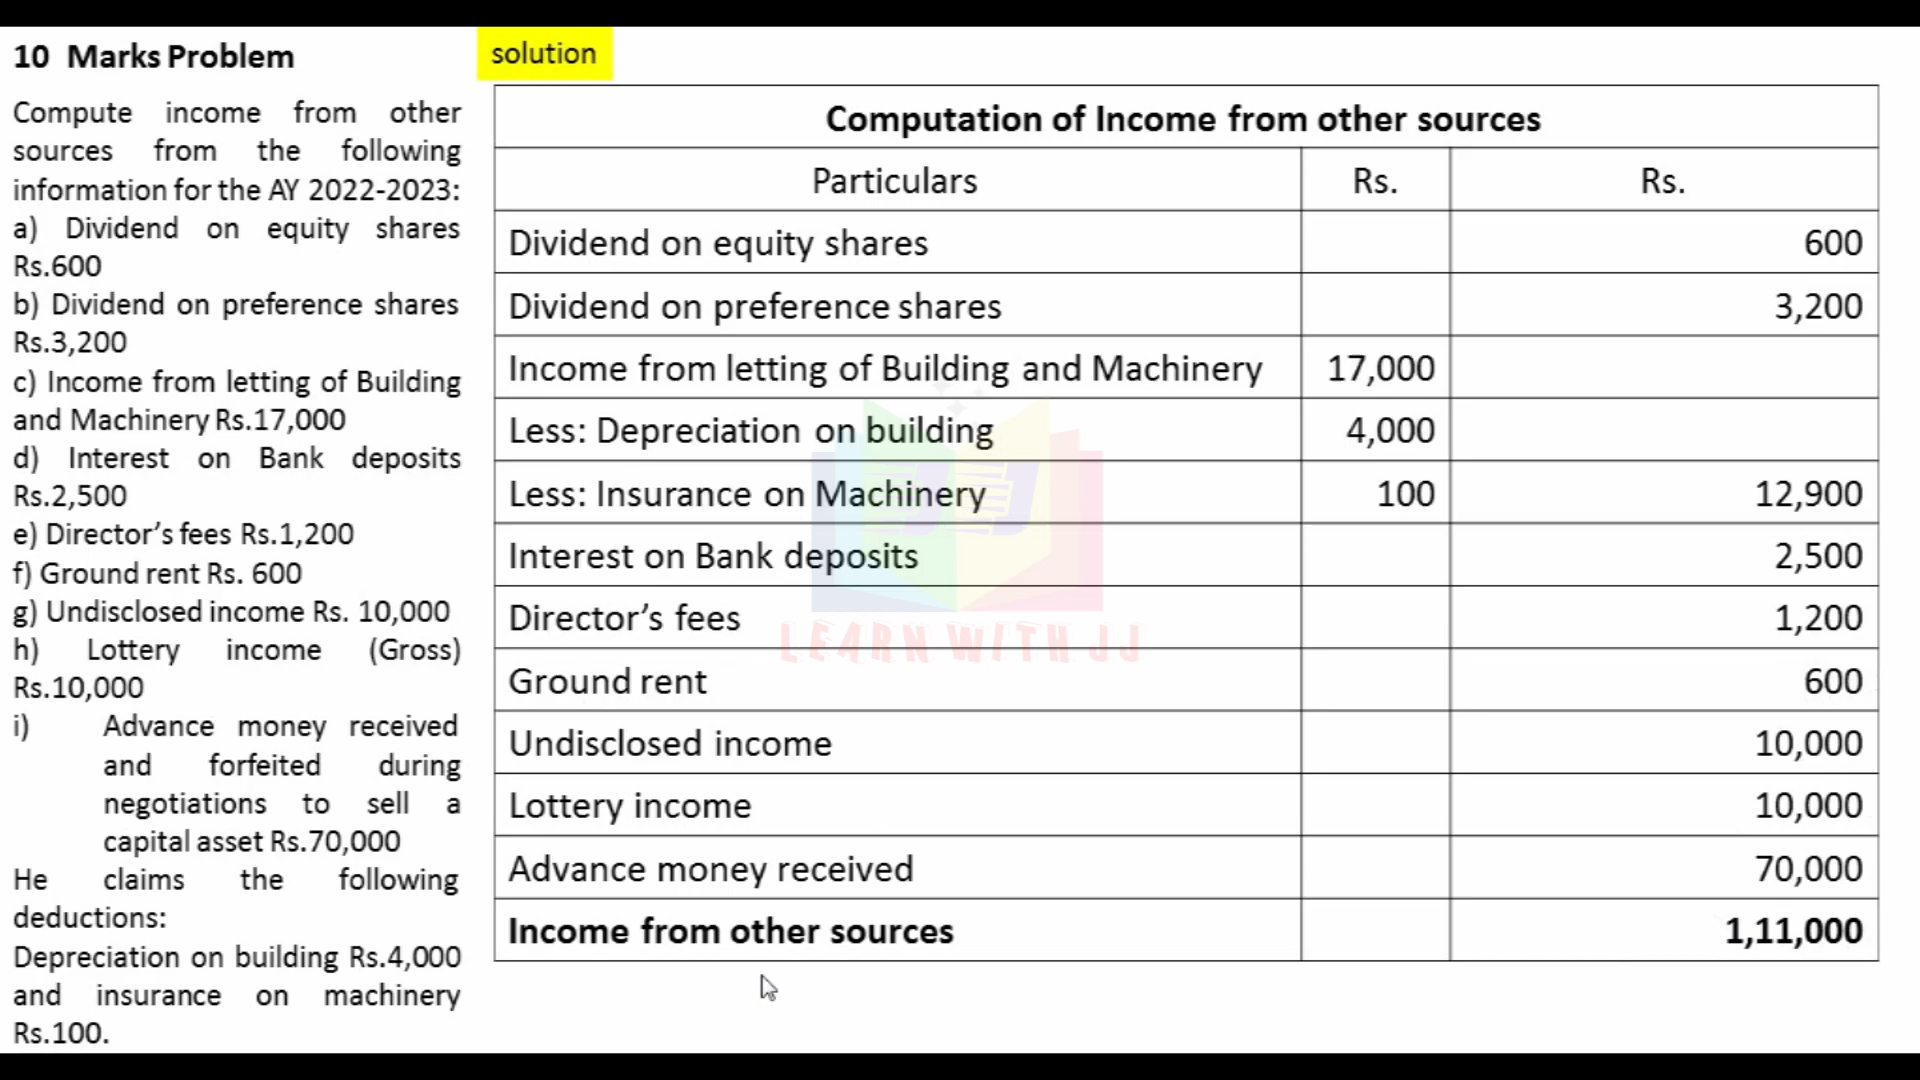 10 Marks Problem
Compute income from other
sources from the following
information for the AY 2022-2023:
a) Dividend on equity shares
Rs.600
b) Dividend on preference shares
Rs.3,200
c) Income from letting of Building
and Machinery Rs.17,000
d) Interest on Bank deposits
Rs.2,500
e) Director’s fees Rs.1,200
f) Ground rent Rs. 600
g) Undisclosed income Rs. 10,000
h) Lottery income (Gross)
Rs.10,000
i) Advance money received
and forfeited during
negotiations to sell a
capital asset Rs.70,000
He claims the following
deductions:
Depreciation on building Rs.4,000
and insurance on machinery
Rs.100.
solution
Computation of Income from other sources
Particulars Rs. Rs.
Dividend on equity shares 600
Dividend on preference shares 3,200
Income from letting of Building and Machinery 17,000
Less: Depreciation on building 4,000
Less: Insurance on Machinery 100 12,900
Interest on Bank deposits 2,500
Director’s fees 1,200
LEARN WITH JJ
Ground rent 600
Undisclosed income 10,000
Lottery income 10,000
Advance money received 70,000
Income from other sources 1,11,000